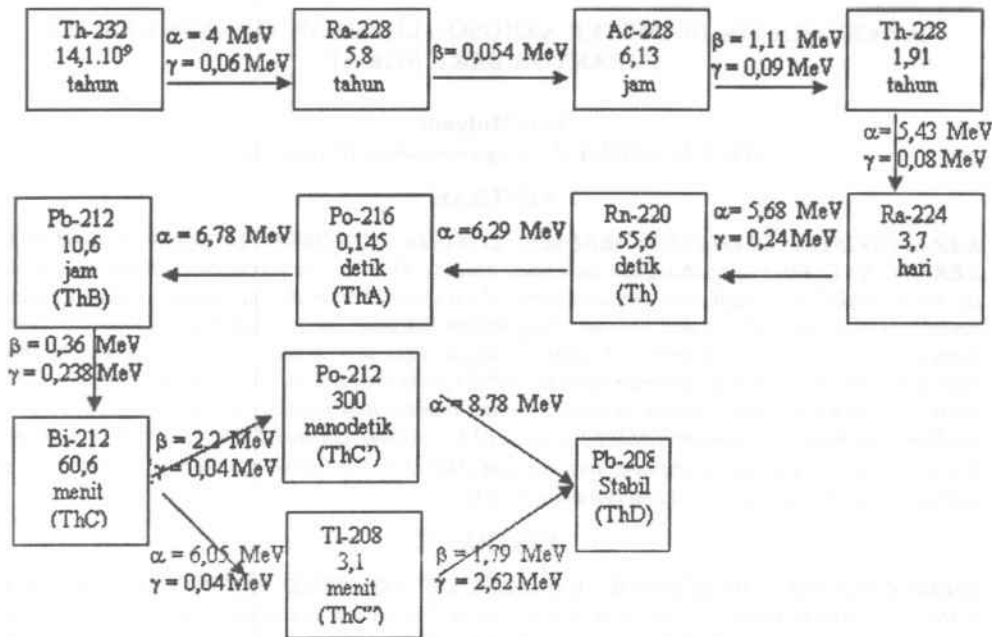 Th-232
14,1.10⁹
tahun
α = 4 MeV
γ = 0,06 MeV
Ra-228
5,8
tahun
β= 0,054 MeV
Ac-228
6,13
jam
β = 1,11 MeV
γ = 0,09 MeV
Th-228
1,91
tahun
α= 5,43 MeV
γ = 0,08 MeV
Ra-224
3,7
hari
α= 5,68 MeV
γ = 0,24 MeV
Rn-220
55,6
detik
(Th)
α=6,29 MeV
Po-216
0,145
detik
(ThA)
α = 6,78 MeV
Pb-212
10,6
jam
(ThB)
β = 0,36 MeV
γ = 0,238 MeV
Bi-212
60,6
menit
(ThC)
β = 2,2 MeV
γ = 0,04 MeV
Po-212
300
nanodetik
(ThC')
α = 8,78 MeV
α = 6,05 MeV
γ = 0,04 MeV
Tl-208
3,1
menit
(ThC")
β = 1,79 MeV
γ = 2,62 MeV
Pb-208
Stabil
(ThD)